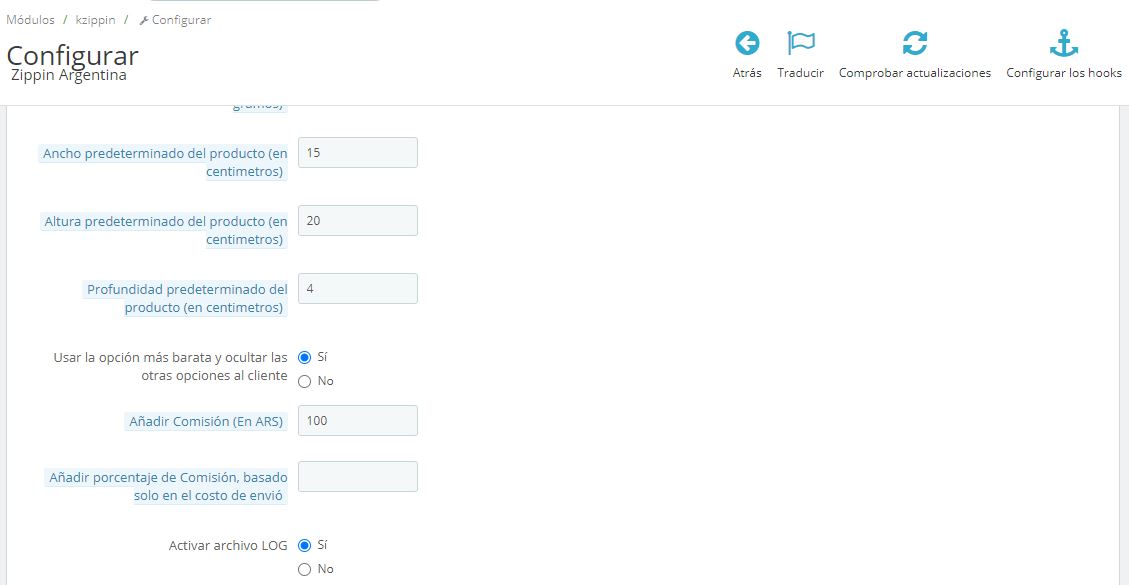 Módulos / kzippin / Configurar
Configurar
Zippin Argentina
Atrás
Traducir
Comprobar actualizaciones
Configurar los hooks
gramos)
Ancho predeterminado del producto (en
centimetros)
15
Altura predeterminado del producto (en
centimetros)
20
Profundidad predeterminado del
producto (en centimetros)
4
Usar la opción más barata y ocultar las
otras opciones al cliente
Sí
No
Añadir Comisión (En ARS)
100
Añadir porcentaje de Comisión, basado
solo en el costo de envió
Activar archivo LOG
Sí
No